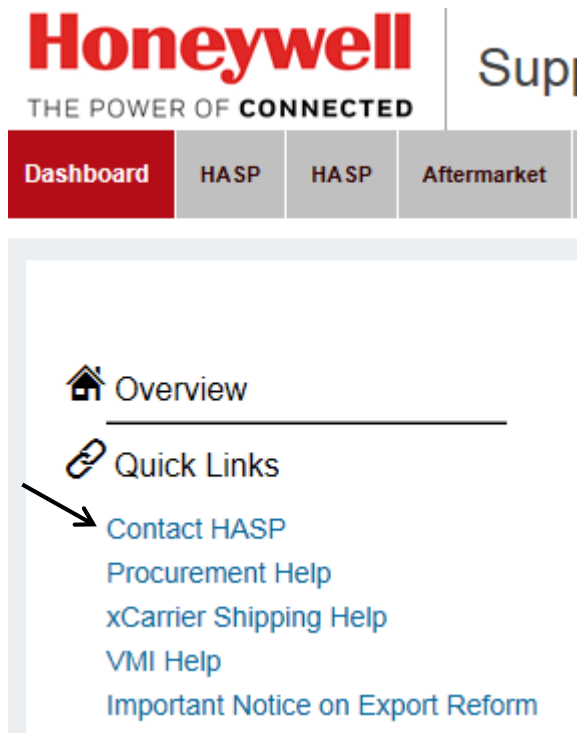 Honeywell
THE POWER OF CONNECTED
Dashboard HASP HASP Aftermarket
Overview
Quick Links
Contact HASP
Procurement Help
xCarrier Shipping Help
VMI Help
Important Notice on Export Reform